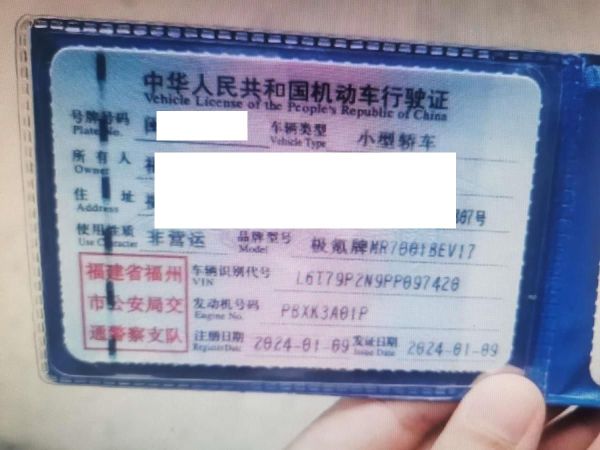 中华人民共和国机动车行驶证
Vehicle License of the People's Republic of China
号牌号码 车辆类型 小型轿车
Plate No. Vehicle Type
所有人
Owner
住址 号
Address
使用性质 非营运 品牌型号 极氪牌MR7001BEV17
Use Character Model
福建省福州 车辆识别代号 L6T79P2N9PP097420
VIN
市公安局交 发动机号码 PBXK3A01P
Engine No.
通警察支队 注册日期 2024-01-09 发证日期 2024-01-09
Register Date Issue Date